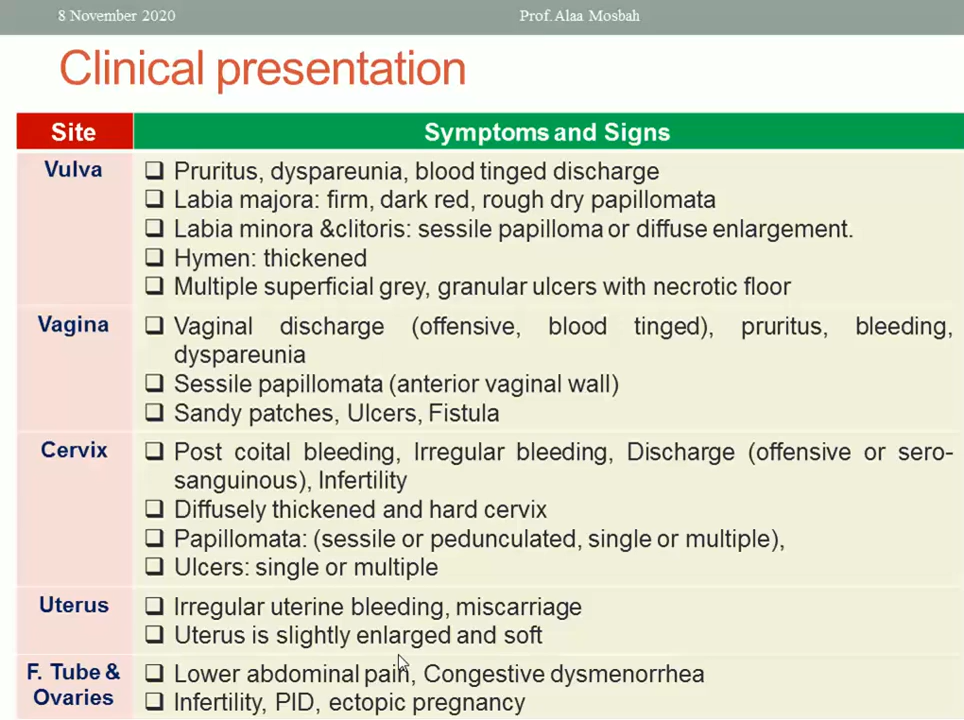 8 November 2020
Prof. Alaa Mosbah
Clinical presentation
Site
Symptoms and Signs
Vulva
❑ Pruritus, dyspareunia, blood tinged discharge
❑ Labia majora: firm, dark red, rough dry papillomata
❑ Labia minora &clitoris: sessile papilloma or diffuse enlargement.
❑ Hymen: thickened
❑ Multiple superficial grey, granular ulcers with necrotic floor
Vagina
❑ Vaginal discharge (offensive, blood tinged), pruritus, bleeding,
dyspareunia
❑ Sessile papillomata (anterior vaginal wall)
❑ Sandy patches, Ulcers, Fistula
Cervix
❑ Post coital bleeding, Irregular bleeding, Discharge (offensive or sero-
sanguinous), Infertility
❑ Diffusely thickened and hard cervix
❑ Papillomata: (sessile or pedunculated, single or multiple),
❑ Ulcers: single or multiple
Uterus
❑ Irregular uterine bleeding, miscarriage
❑ Uterus is slightly enlarged and soft
F. Tube &
Ovaries
❑ Lower abdominal pain, Congestive dysmenorrhea
❑ Infertility, PID, ectopic pregnancy